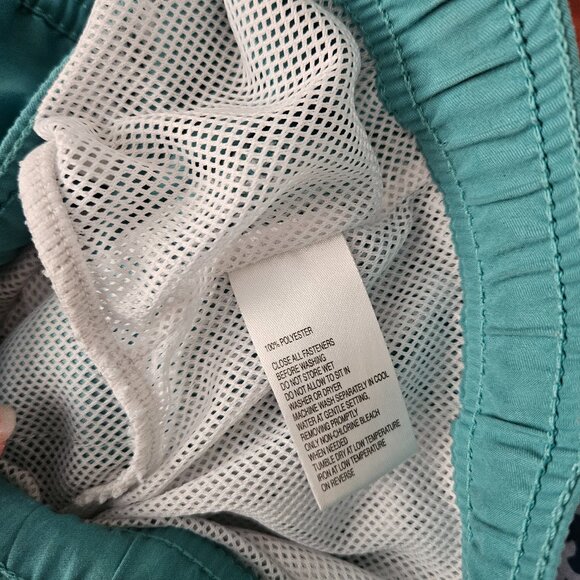 100% POLYESTER
CLOSE ALL FASTENERS
BEFORE WASHING
DO NOT STORE WET
DO NOT ALLOW TO SIT IN
WASHER OR DRYER
MACHINE WASH SEPARATELY IN COOL
WATER AT GENTLE SETTING,
REMOVING PROMPTLY
ONLY NON-CHLORINE BLEACH
WHEN NEEDED
TUMBLE DRY AT LOW TEMPERATURE
IRON AT LOW TEMPERATURE
ON REVERSE